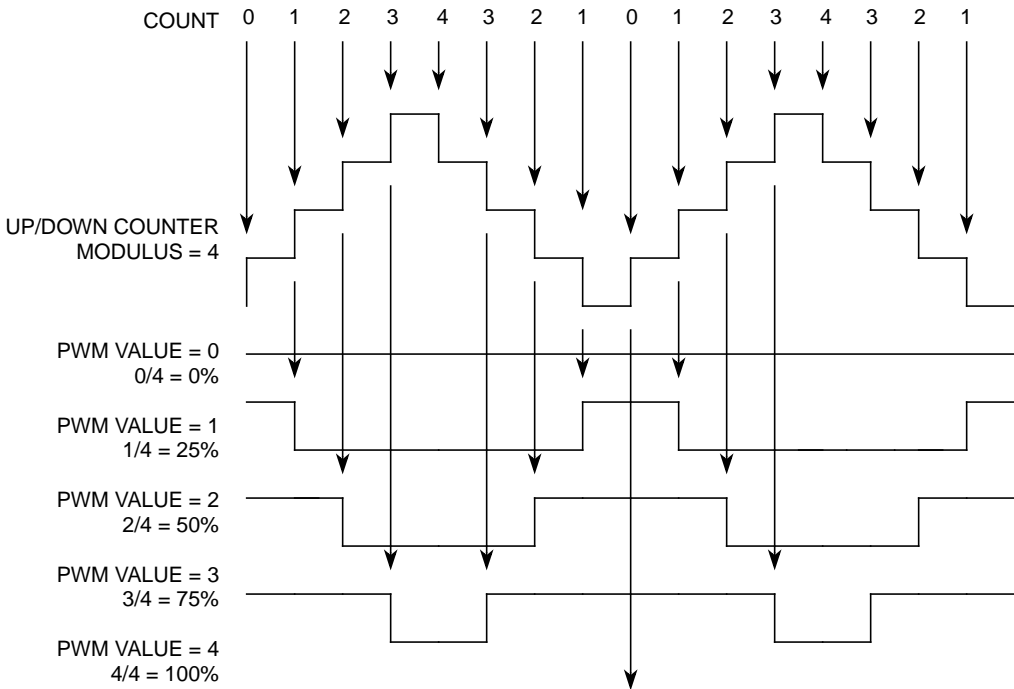 COUNT 0 1 2 3 4 3 2 1 0 1 2 3 4 3 2 1
UP/DOWN COUNTER
MODULUS = 4
PWM VALUE = 0
0/4 = 0%
PWM VALUE = 1
1/4 = 25%
PWM VALUE = 2
2/4 = 50%
PWM VALUE = 3
3/4 = 75%
PWM VALUE = 4
4/4 = 100%